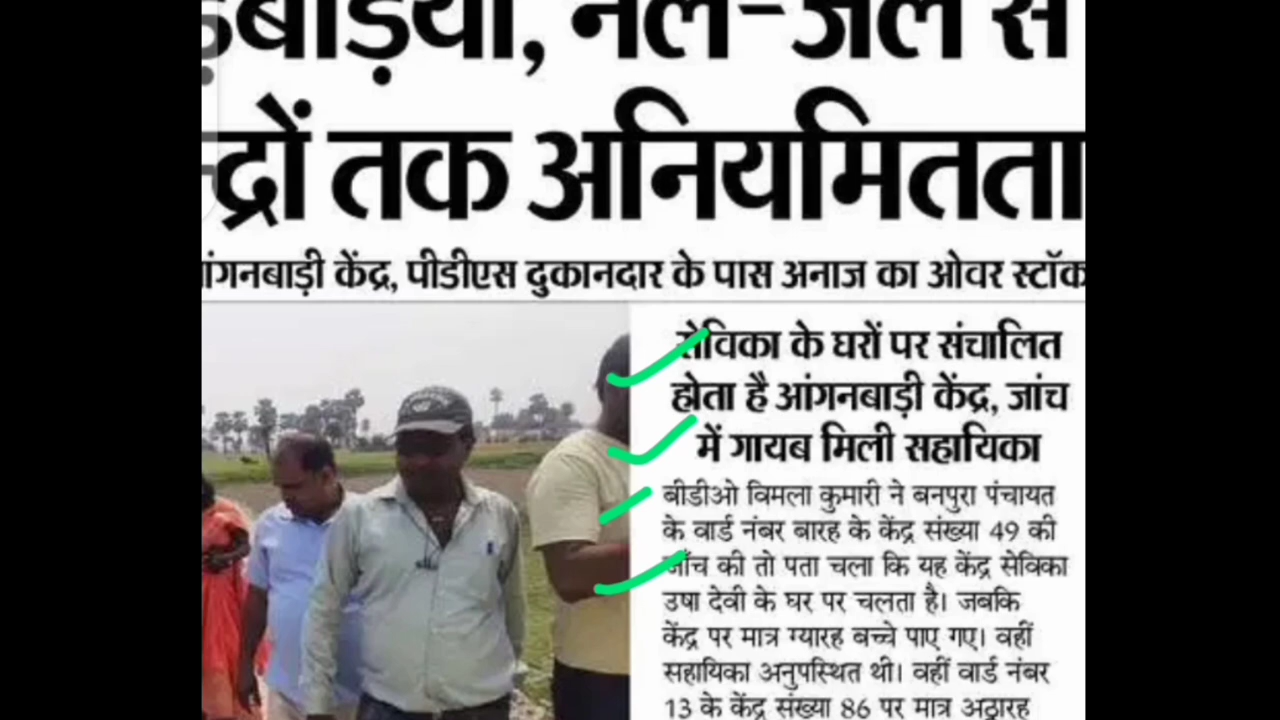 ड़बड़िया, नल-जल से
द्रों तक अनियमितता
आंगनबाड़ी केंद्र, पीडीएस दुकानदार के पास अनाज का ओवर स्टॉक
सेविका के घरों पर संचालित
होता है आंगनबाड़ी केंद्र, जांच
में गायब मिली सहायिका
बीडीओ विमला कुमारी ने बनपुरा पंचायत
के वार्ड नंबर बारह के केंद्र संख्या 49 की
जाँच की तो पता चला कि यह केंद्र सेविका
उषा देवी के घर पर चलता है। जबकि
केंद्र पर मात्र ग्यारह बच्चे पाए गए। वहीं
सहायिका अनुपस्थित थी। वहीं वार्ड नंबर
13 के केंद्र संख्या 86 पर मात्र अठारह